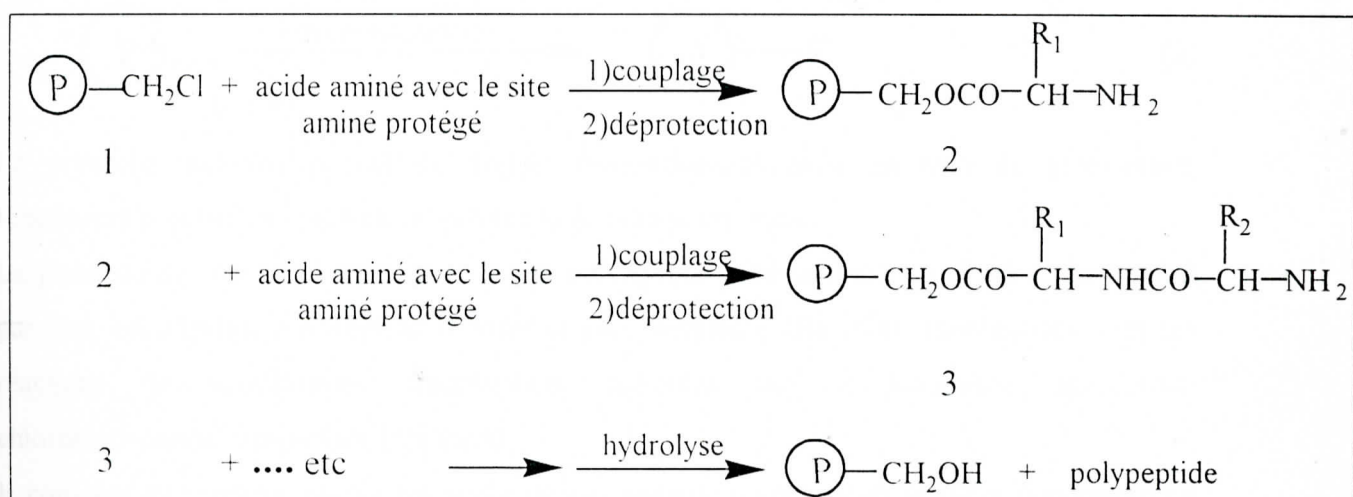 R₁
P—CH₂Cl + acide aminé avec le site 1)couplage P—CH₂OCO—CH—NH₂
aminé protégé 2)déprotection
1 2
R₁ R₂
2 + acide aminé avec le site 1)couplage P—CH₂OCO—CH—NHCO—CH—NH₂
aminé protégé 2)déprotection
3
3 + .... etc hydrolyse P—CH₂OH + polypeptide